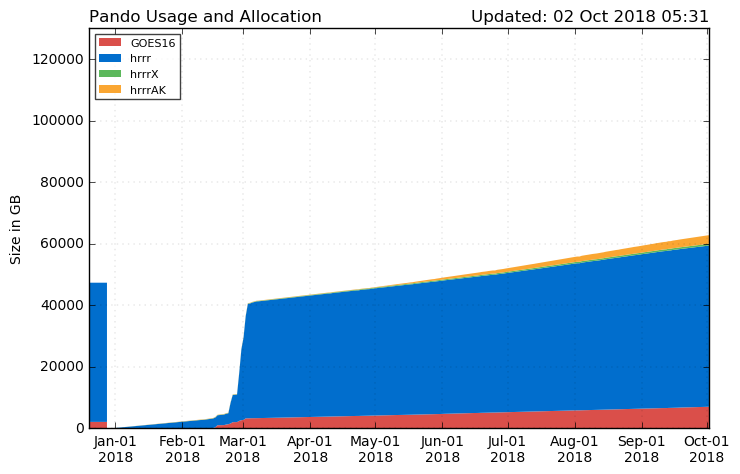 Pando Usage and Allocation
Updated: 02 Oct 2018 05:31
GOES16
hrrr
hrrrX
hrrrAK
Size in GB
120000
100000
80000
60000
40000
20000
0
Jan-01 Feb-01 Mar-01 Apr-01 May-01 Jun-01 Jul-01 Aug-01 Sep-01 Oct-01
2018 2018 2018 2018 2018 2018 2018 2018 2018 2018